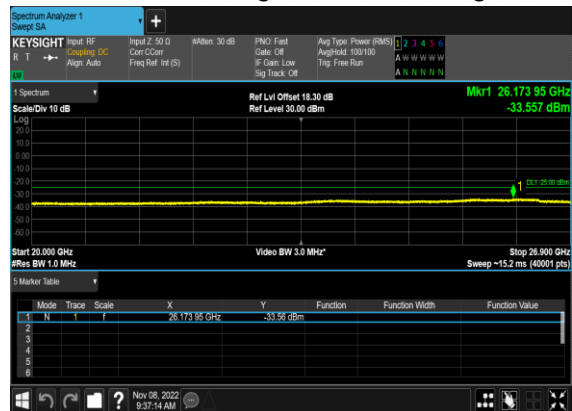 Spectrum Analyzer 1
Swept SA
+
KEYSIGHT Input: RF Input Z: 50 Ω #Atten: 30 dB PNO: Fast Avg Type: Power (RMS) 1 2 3 4 5 6
R T Coupling: DC Corr CCorr Gate: Off Avg|Hold: 100/100 A W W W W W
Align: Auto Freq Ref: Int (S) IF Gain: Low Trig: Free Run
Sig Track: Off A N N N N N
1 Spectrum Ref Lvl Offset 18.30 dB Mkr1 26.173 95 GHz
Scale/Div 10 dB Ref Level 30.00 dBm -33.557 dBm
Log
20.0
10.0
0.00
-10.0
-20.0
1 DL1 -25.00 dBm
-30.0
-40.0
-50.0
-60.0
Start 20.000 GHz Video BW 3.0 MHz* Stop 26.900 GHz
#Res BW 1.0 MHz Sweep ~15.2 ms (40001 pts)
5 Marker Table
Mode Trace Scale X Y Function Function Width Function Value
1 N 1 f 26.173 95 GHz -33.56 dBm
2
3
4
5
6
? Nov 08, 2022
9:37:14 AM